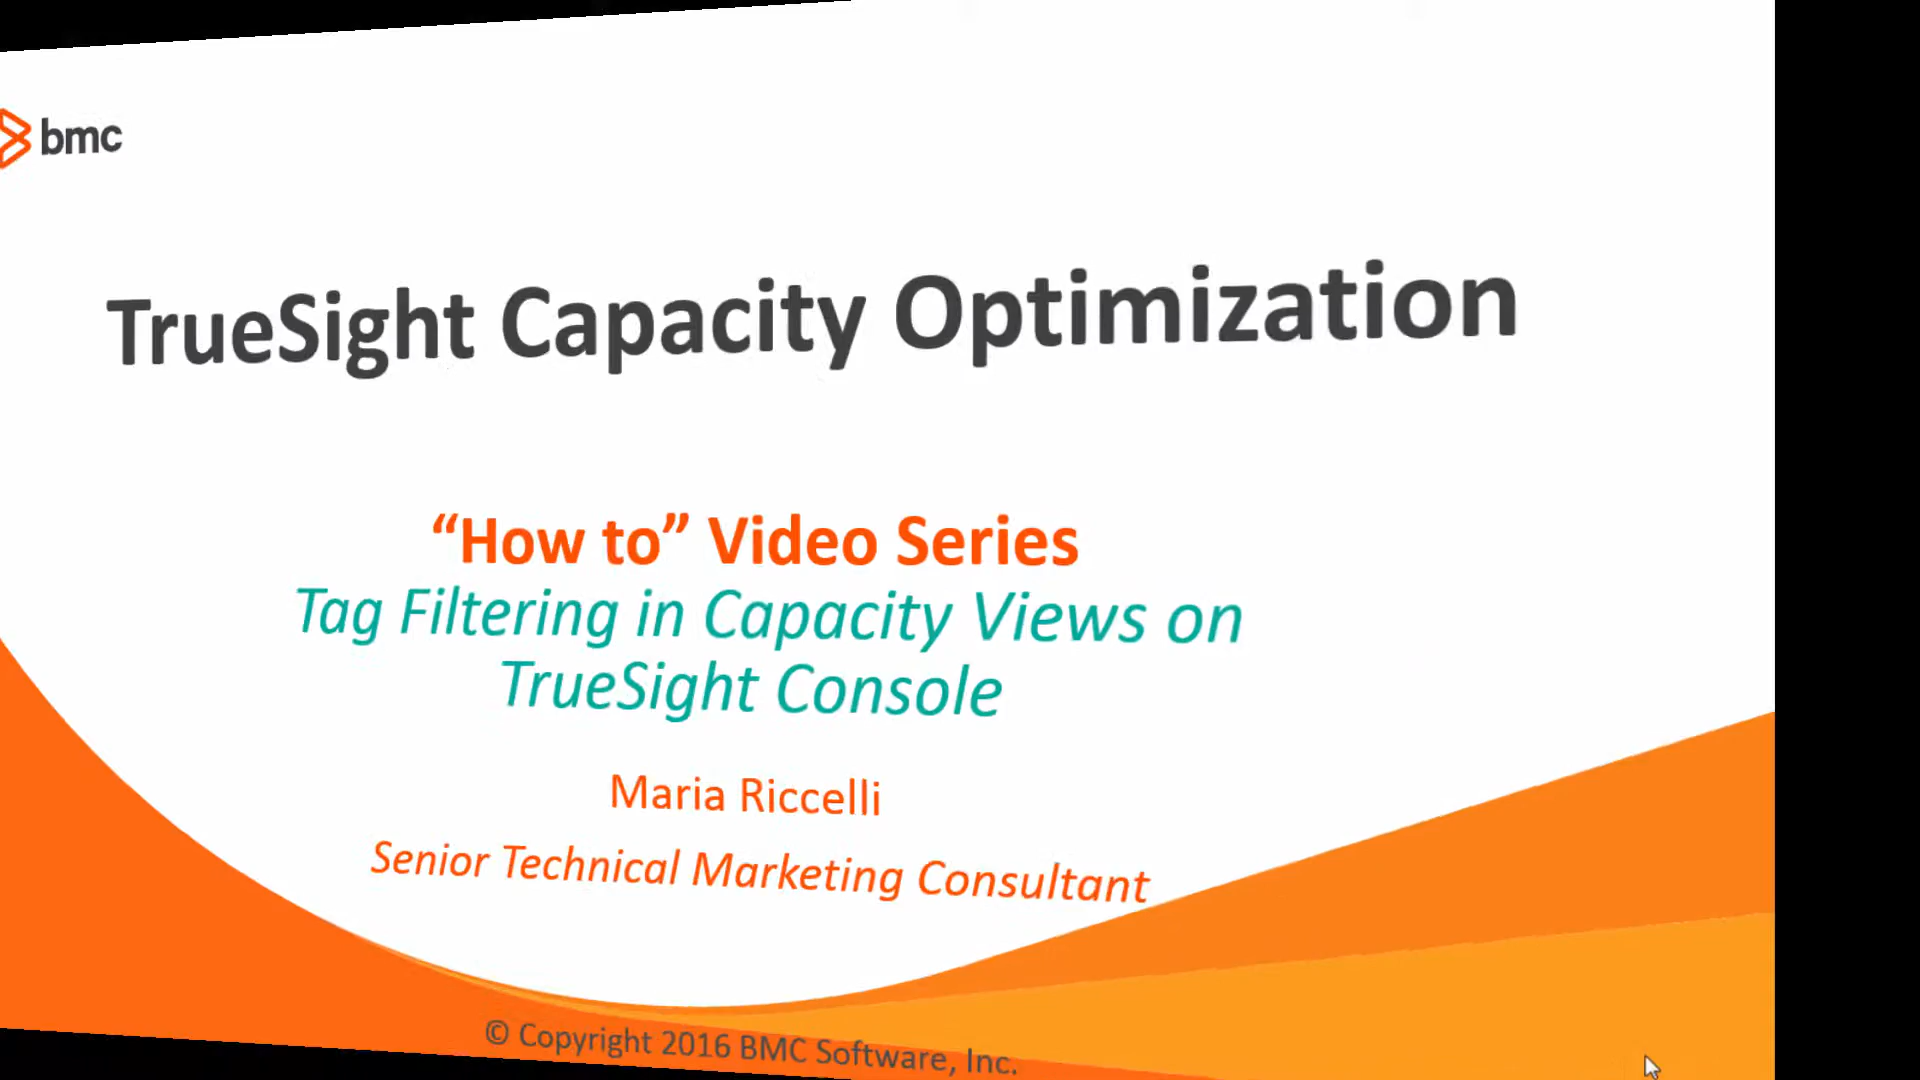 bmc
TrueSight Capacity Optimization
“How to” Video Series
Tag Filtering in Capacity Views on
TrueSight Console
Maria Riccelli
Senior Technical Marketing Consultant
© Copyright 2016 BMC Software, Inc.